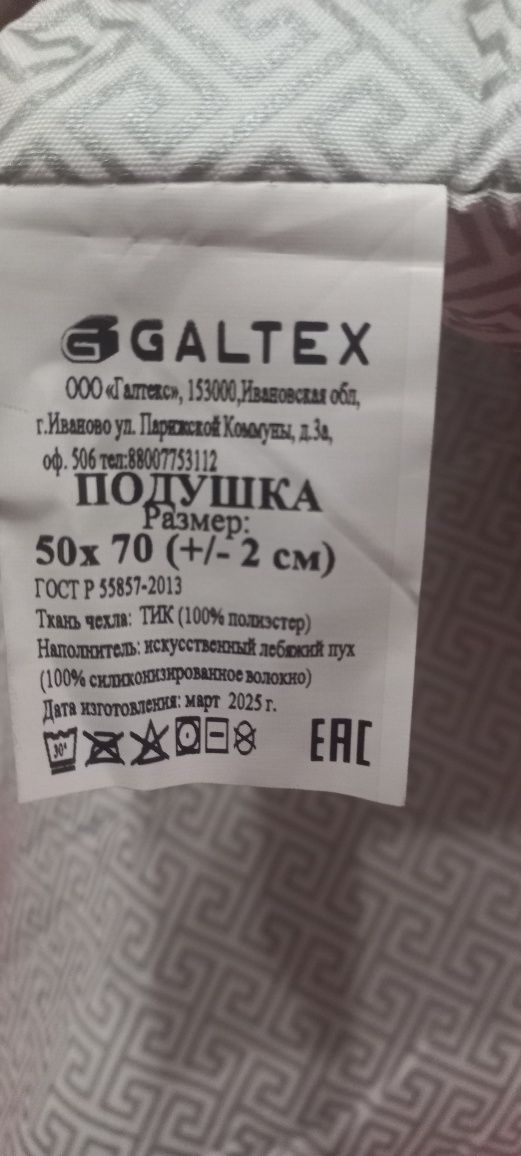 GALTEX
ООО «Галтекс», 153000,Ивановская обл,
г.Иваново ул. Парижской Коммуны, д.3а,
оф. 506 тел:88007753112
ПОДУШКА
Размер:
50х 70 (+/- 2 см)
ГОСТ Р 55857-2013
Ткань чехла: ТИК (100% полиэстер)
Наполнитель: искусственный лебяжий пух
(100% силиконизированное волокно)
Дата изготовления: март 2025 г.
30° EAC